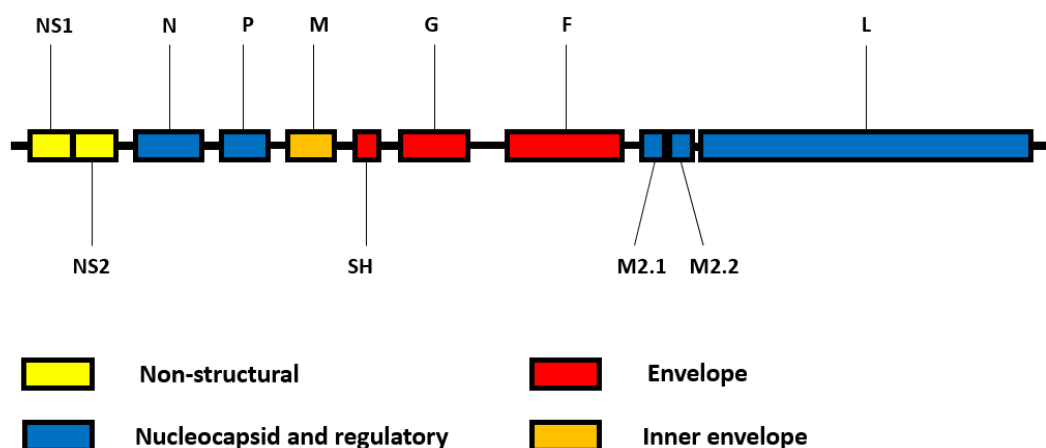 NS1 N P M G F L
NS2 SH M2.1 M2.2
Non-structural Envelope
Nucleocapsid and regulatory Inner envelope